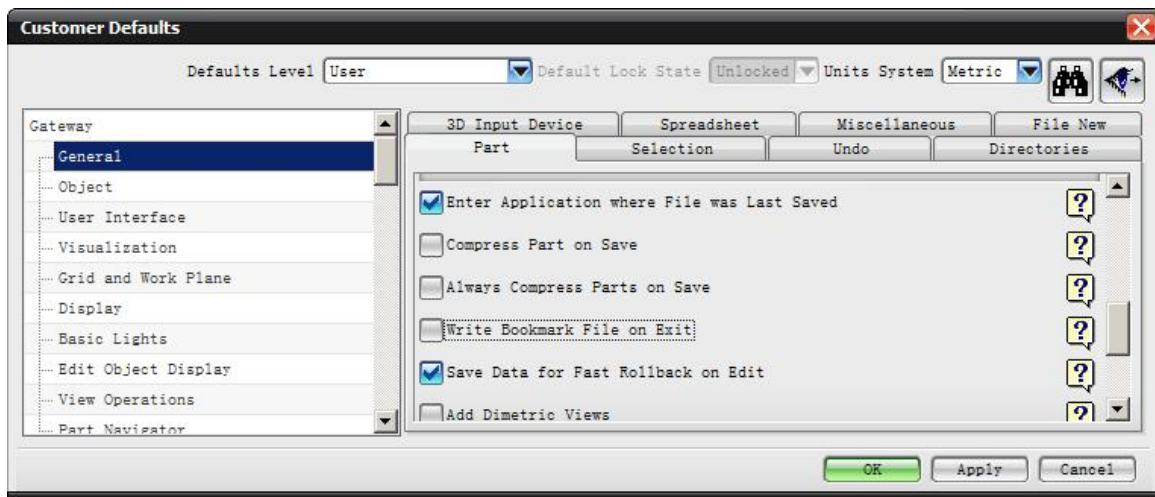 Customer Defaults
Defaults Level User Default Lock State Unlocked Units System Metric
Gateway
General
Object
User Interface
Visualization
Grid and Work Plane
Display
Basic Lights
Edit Object Display
View Operations
Part Navigator
3D Input Device Spreadsheet Miscellaneous File New
Part Selection Undo Directories
Enter Application where File was Last Saved
Compress Part on Save
Always Compress Parts on Save
Write Bookmark File on Exit
Save Data for Fast Rollback on Edit
Add Dimetric Views
OK Apply Cancel